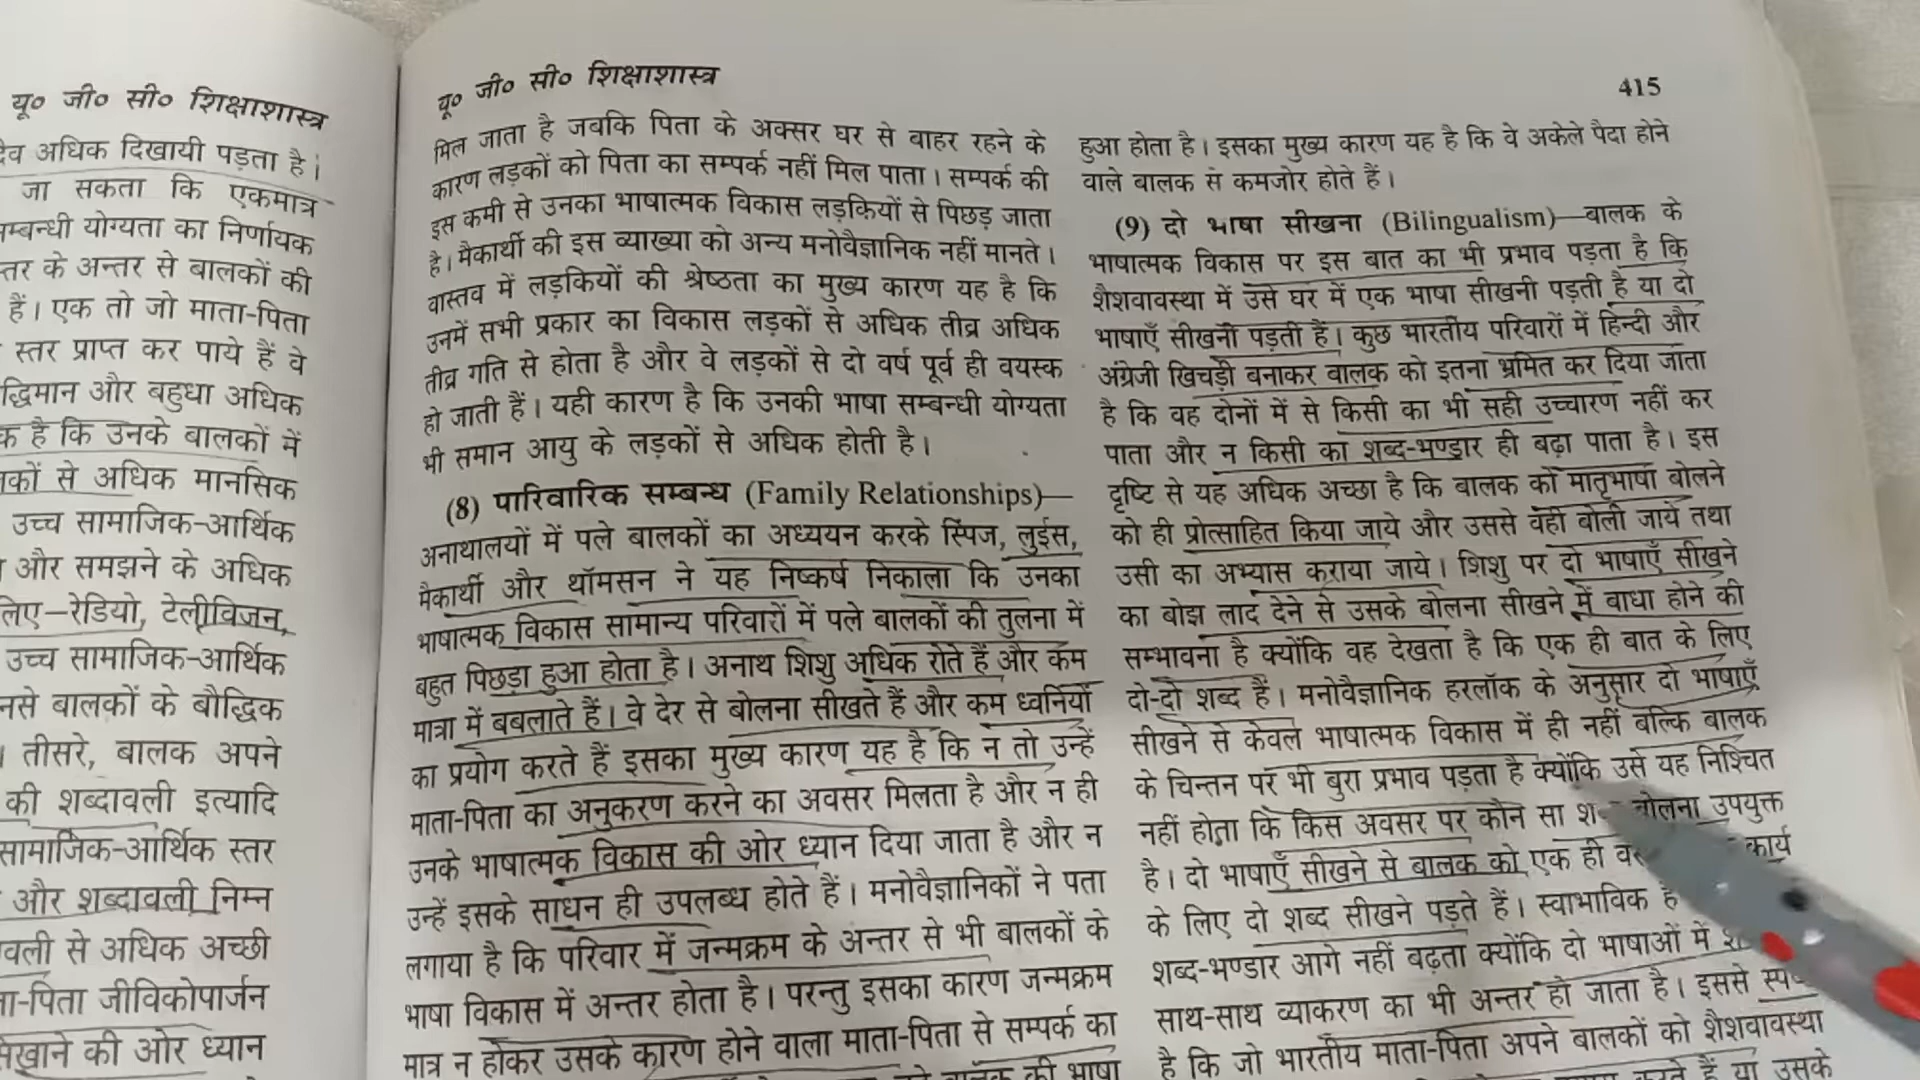 यू० जी० सी० शिक्षाशास्त्र
अधिक दिखायी पड़ता है।
जा सकता कि एकमात्र
सम्बन्धी योग्यता का निर्णायक
के अन्तर से बालकों की
हैं। एक तो जो माता-पिता
स्तर प्राप्त कर पाये हैं वे
और बहुधा अधिक
है कि उनके बालकों में
से अधिक मानसिक
उच्च सामाजिक-आर्थिक
और समझने के अधिक
लिए—रेडियो, टेलीविजन,
उच्च सामाजिक-आर्थिक
बालकों के बौद्धिक
। तीसरे, बालक अपने
की शब्दावली इत्यादि
सामाजिक-आर्थिक स्तर
और शब्दावली निम्न
से अधिक अच्छी
जीविकोपार्जन
की ओर ध्यान
यू० जी० सी० शिक्षाशास्त्र
415
मिल जाता है जबकि पिता के अक्सर घर से बाहर रहने के
कारण लड़कों को पिता का सम्पर्क नहीं मिल पाता। सम्पर्क की
इस कमी से उनका भाषात्मक विकास लड़कियों से पिछड़ जाता
है। मैकार्थी की इस व्याख्या को अन्य मनोवैज्ञानिक नहीं मानते।
वास्तव में लड़कियों की श्रेष्ठता का मुख्य कारण यह है कि
उनमें सभी प्रकार का विकास लड़कों से अधिक तीव्र अधिक
तीव्र गति से होता है और वे लड़कों से दो वर्ष पूर्व ही वयस्क
हो जाती हैं। यही कारण है कि उनकी भाषा सम्बन्धी योग्यता
भी समान आयु के लड़कों से अधिक होती है।
(8) पारिवारिक सम्बन्ध (Family Relationships)—
अनाथालयों में पले बालकों का अध्ययन करके स्पिज, लुईस,
मैकार्थी और थॉमसन ने यह निष्कर्ष निकाला कि उनका
भाषात्मक विकास सामान्य परिवारों में पले बालकों की तुलना में
बहुत पिछड़ा हुआ होता है। अनाथ शिशु अधिक रोते हैं और कम
मात्रा में बबलाते हैं। वे देर से बोलना सीखते हैं और कम ध्वनियों
का प्रयोग करते हैं इसका मुख्य कारण यह है कि न तो उन्हें
माता-पिता का अनुकरण करने का अवसर मिलता है और न ही
उनके भाषात्मक विकास की ओर ध्यान दिया जाता है और न
उन्हें इसके साधन ही उपलब्ध होते हैं। मनोवैज्ञानिकों ने पता
लगाया है कि परिवार में जन्मक्रम के अन्तर से भी बालकों के
भाषा विकास में अन्तर होता है। परन्तु इसका कारण जन्मक्रम
मात्र न होकर उसके कारण होने वाला माता-पिता से सम्पर्क का
बालक की भाषा
हुआ होता है। इसका मुख्य कारण यह है कि वे अकेले पैदा होने
वाले बालक से कमजोर होते हैं।
(9) दो भाषा सीखना (Bilingualism)—बालक के
भाषात्मक विकास पर इस बात का भी प्रभाव पड़ता है कि
शैशवावस्था में उसे घर में एक भाषा सीखनी पड़ती है या दो
भाषाएँ सीखनी पड़ती हैं। कुछ भारतीय परिवारों में हिन्दी और
अंग्रेजी खिचड़ी बनाकर बालक को इतना भ्रमित कर दिया जाता
है कि वह दोनों में से किसी का भी सही उच्चारण नहीं कर
पाता और न किसी का शब्द-भण्डार ही बढ़ा पाता है। इस
दृष्टि से यह अधिक अच्छा है कि बालक को मातृभाषा बोलने
को ही प्रोत्साहित किया जाये और उससे वही बोली जाये तथा
उसी का अभ्यास कराया जाये। शिशु पर दो भाषाएँ सीखने
का बोझ लाद देने से उसके बोलना सीखने में बाधा होने की
सम्भावना है क्योंकि वह देखता है कि एक ही बात के लिए
दो-दो शब्द हैं। मनोवैज्ञानिक हरलॉक के अनुसार दो भाषाएँ
सीखने से केवल भाषात्मक विकास में ही नहीं बल्कि बालक
के चिन्तन पर भी बुरा प्रभाव पड़ता है क्योंकि उसे यह निश्चित
नहीं होता कि किस अवसर पर कौन सा बोलना उपयुक्त
है। दो भाषाएँ सीखने से बालक को एक ही कार्य
के लिए दो शब्द सीखने पड़ते हैं। स्वाभाविक है
शब्द-भण्डार आगे नहीं बढ़ता क्योंकि दो भाषाओं में
साथ-साथ व्याकरण का भी अन्तर हो जाता है। इससे
है कि जो भारतीय माता-पिता अपने बालकों को शैशवावस्था
करते हैं या उसके